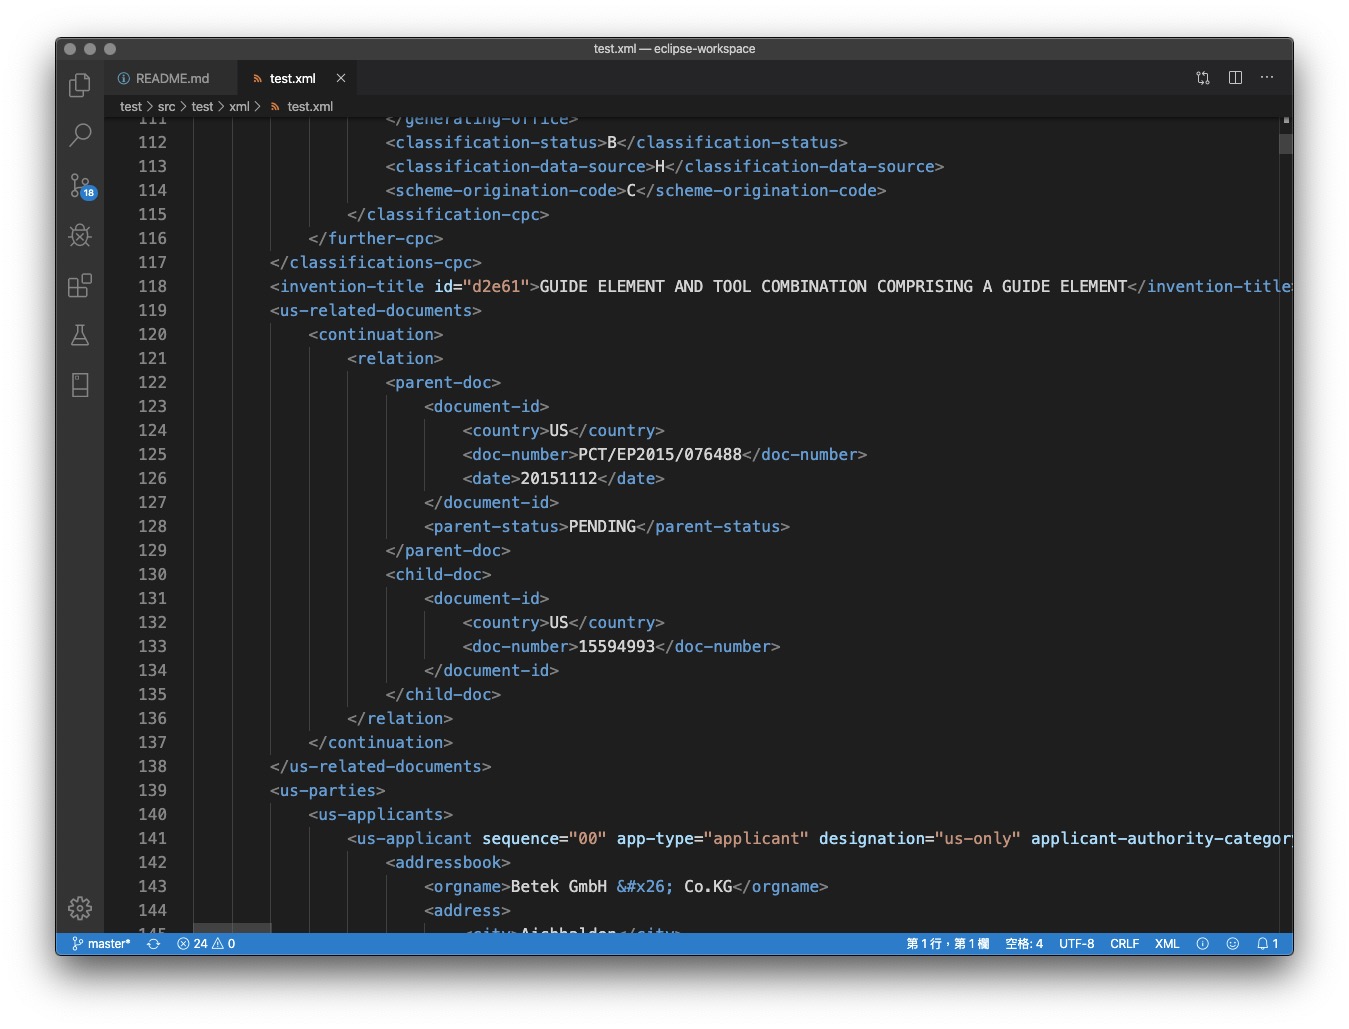 test.xml — eclipse-workspace
README.md
test.xml
test > src > test > xml > test.xml
18
111 </generating-office>
112 <classification-status>B</classification-status>
113 <classification-data-source>H</classification-data-source>
114 <scheme-origination-code>C</scheme-origination-code>
115 </classification-cpc>
116 </further-cpc>
117 </classifications-cpc>
118 <invention-title id="d2e61">GUIDE ELEMENT AND TOOL COMBINATION COMPRISING A GUIDE ELEMENT</invention-title>
119 <us-related-documents>
120 <continuation>
121 <relation>
122 <parent-doc>
123 <document-id>
124 <country>US</country>
125 <doc-number>PCT/EP2015/076488</doc-number>
126 <date>20151112</date>
127 </document-id>
128 <parent-status>PENDING</parent-status>
129 </parent-doc>
130 <child-doc>
131 <document-id>
132 <country>US</country>
133 <doc-number>15594993</doc-number>
134 </document-id>
135 </child-doc>
136 </relation>
137 </continuation>
138 </us-related-documents>
139 <us-parties>
140 <us-applicants>
141 <us-applicant sequence="00" app-type="applicant" designation="us-only" applicant-authority-category
142 <addressbook>
143 <orgname>Betek GmbH &#x26; Co.KG</orgname>
144 <address>
145 <city>Aichhalden</city>
master* 24 0 第 1 行，第 1 欄 空格: 4 UTF-8 CRLF XML 1